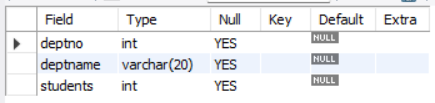 Field Type Null Key Default Extra
deptno int YES NULL
deptname varchar(20) YES NULL
students int YES NULL